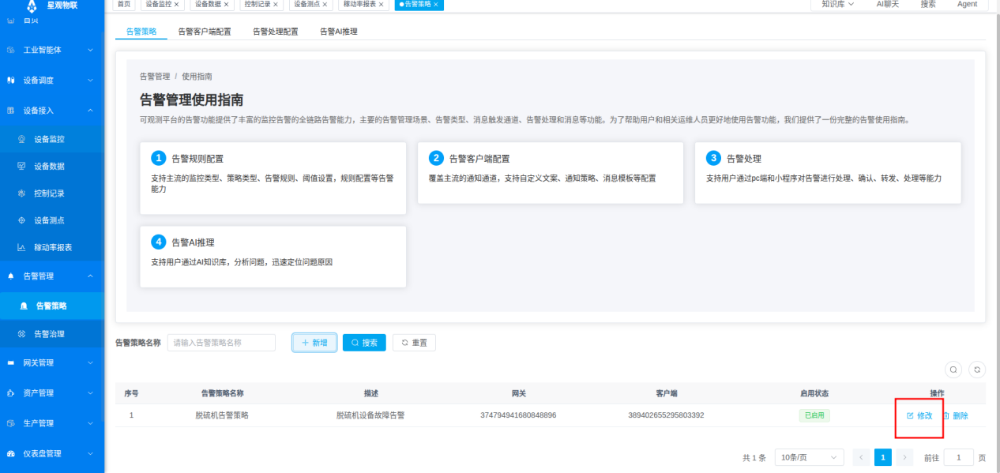 星观物联
首页 设备监控 × 设备数据 × 控制记录 × 设备测点 × 稼动率报表 × 告警策略 ×
知识库 AI聊天 搜索 Agent
首页
工业智能体
设备调度
设备接入
设备监控
设备数据
控制记录
设备测点
稼动率报表
告警管理
告警策略
告警治理
网关管理
资产管理
生产管理
仪表盘管理
告警策略 告警客户端配置 告警处理配置 告警AI推理
告警管理 / 使用指南
告警管理使用指南
可观测平台的告警功能提供了丰富的监控告警的全链路告警能力，主要的告警管理场景、告警类型、消息触发通道、告警处理和消息等功能。为了帮助用户和相关运维人员更好地使用告警功能，我们提供了一份完整的告警使用指南。
1 告警规则配置
支持主流的监控类型、策略类型、告警规则、阈值设置，规则配置等告警
能力
2 告警客户端配置
覆盖主流的通知通道，支持自定义文案、通知策略、消息模板等配置
3 告警处理
支持用户通过pc端和小程序对告警进行处理、确认、转发、处理等能力
4 告警AI推理
支持用户通过AI知识库，分析问题，迅速定位问题原因
告警策略名称 请输入告警策略名称 + 新增 搜索 重置
序号 告警策略名称 描述 网关 客户端 启用状态 操作
1 脱硫机告警策略 脱硫机设备故障告警 374794941680848896 389402655295803392 已启用 修改 删除
共 1 条 10条/页 < 1 > 前往 1 页